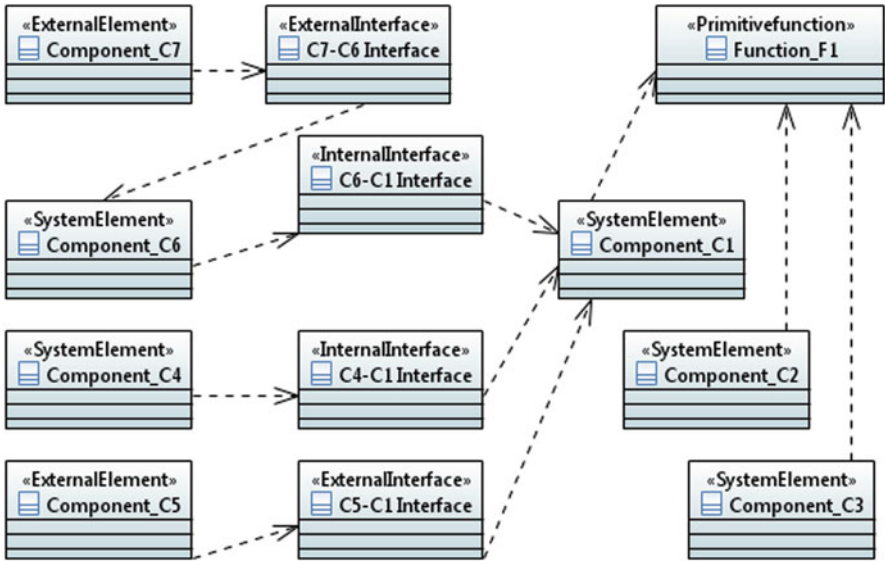 «ExternalElement»
Component_C7
«ExternalInterface»
C7-C6 Interface
«Primitivefunction»
Function_F1
«InternalInterface»
C6-C1 Interface
«SystemElement»
Component_C6
«SystemElement»
Component_C1
«SystemElement»
Component_C4
«InternalInterface»
C4-C1 Interface
«SystemElement»
Component_C2
«ExternalElement»
Component_C5
«ExternalInterface»
C5-C1 Interface
«SystemElement»
Component_C3